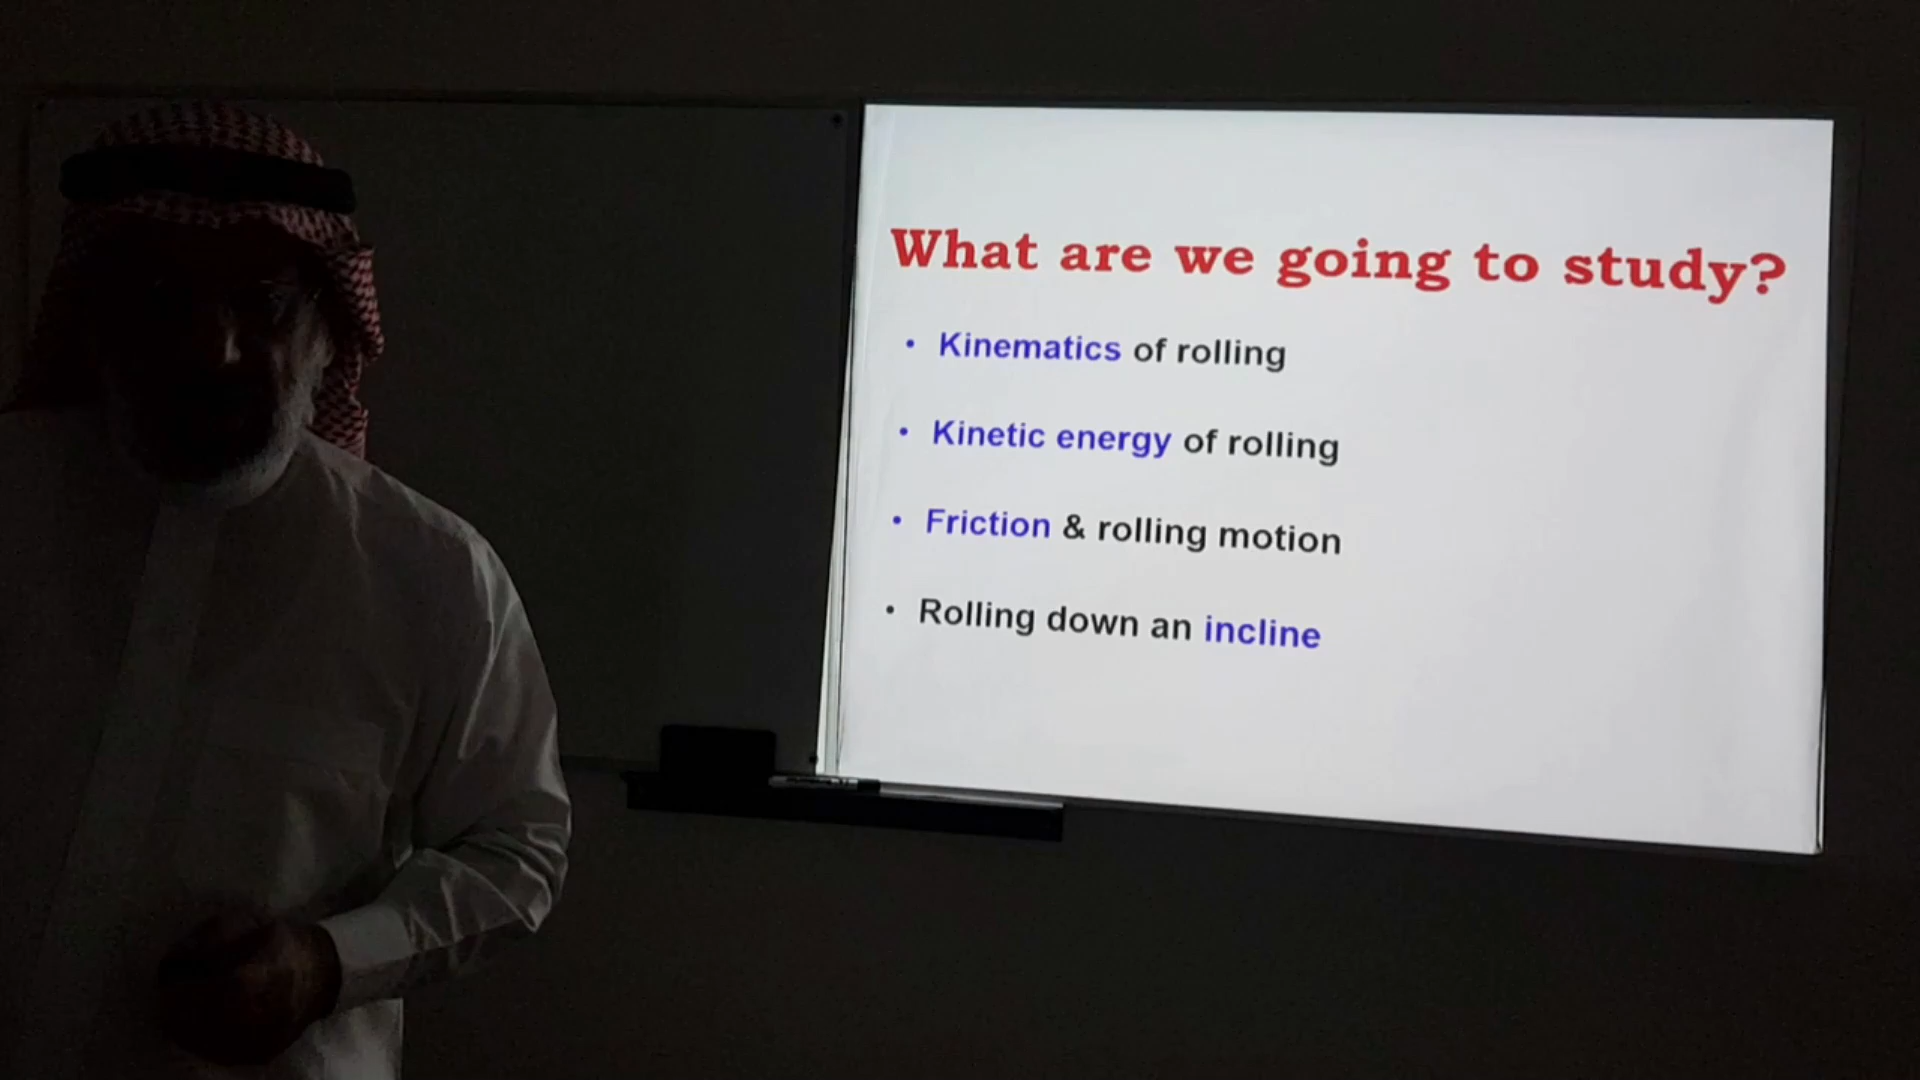 What are we going to study?
• Kinematics of rolling
• Kinetic energy of rolling
• Friction & rolling motion
• Rolling down an incline